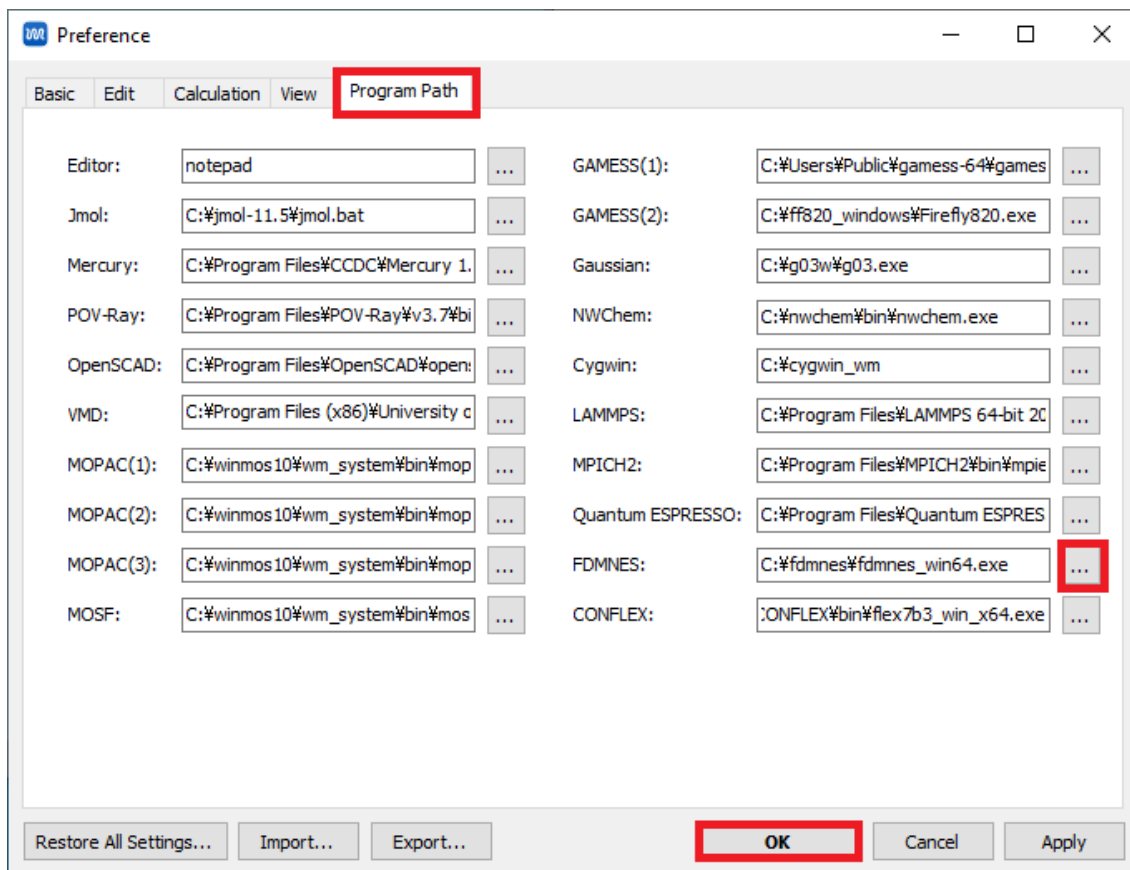 Preference
Basic Edit Calculation View Program Path
Editor: notepad ... GAMESS(1): C:¥Users¥Public¥gamess-64¥games ...
Jmol: C:¥jmol-11.5¥jmol.bat ... GAMESS(2): C:¥ff820_windows¥Firefly820.exe ...
Mercury: C:¥Program Files¥CCDC¥Mercury 1. ... Gaussian: C:¥g03w¥g03.exe ...
POV-Ray: C:¥Program Files¥POV-Ray¥v3.7¥bi ... NWChem: C:¥nwchem¥bin¥nwchem.exe ...
OpenSCAD: C:¥Program Files¥OpenSCAD¥opens ... Cygwin: C:¥cygwin_wm ...
VMD: C:¥Program Files (x86)¥University o ... LAMMPS: C:¥Program Files¥LAMMPS 64-bit 20 ...
MOPAC(1): C:¥winmos10¥wm_system¥bin¥mop ... MPICH2: C:¥Program Files¥MPICH2¥bin¥mpie ...
MOPAC(2): C:¥winmos10¥wm_system¥bin¥mop ... Quantum ESPRESSO: C:¥Program Files¥Quantum ESPRES ...
MOPAC(3): C:¥winmos10¥wm_system¥bin¥mop ... FDMNES: C:¥fdmnes¥fdmnes_win64.exe ...
MOSF: C:¥winmos10¥wm_system¥bin¥mos ... CONFLEX: CONFLEX¥bin¥flex7b3_win_x64.exe ...
Restore All Settings... Import... Export... OK Cancel Apply